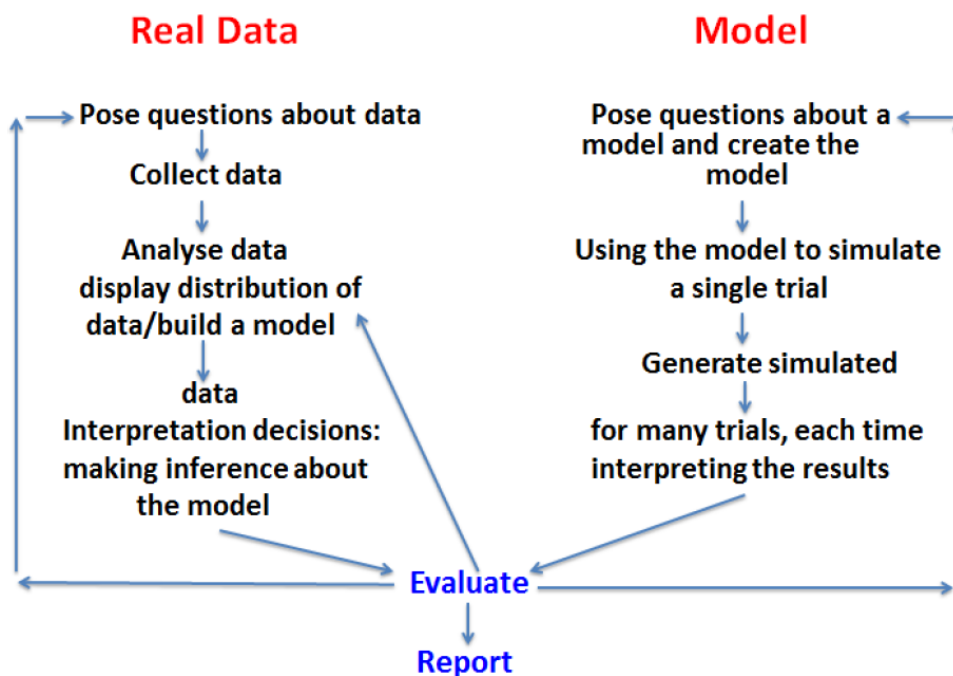 Real Data
Pose questions about data
Collect data
Analyse data
display distribution of
data/build a model
data
Interpretation decisions:
making inference about
the model
Model
Pose questions about a
model and create the
model
Using the model to simulate
a single trial
Generate simulated
for many trials, each time
interpreting the results
Evaluate
Report